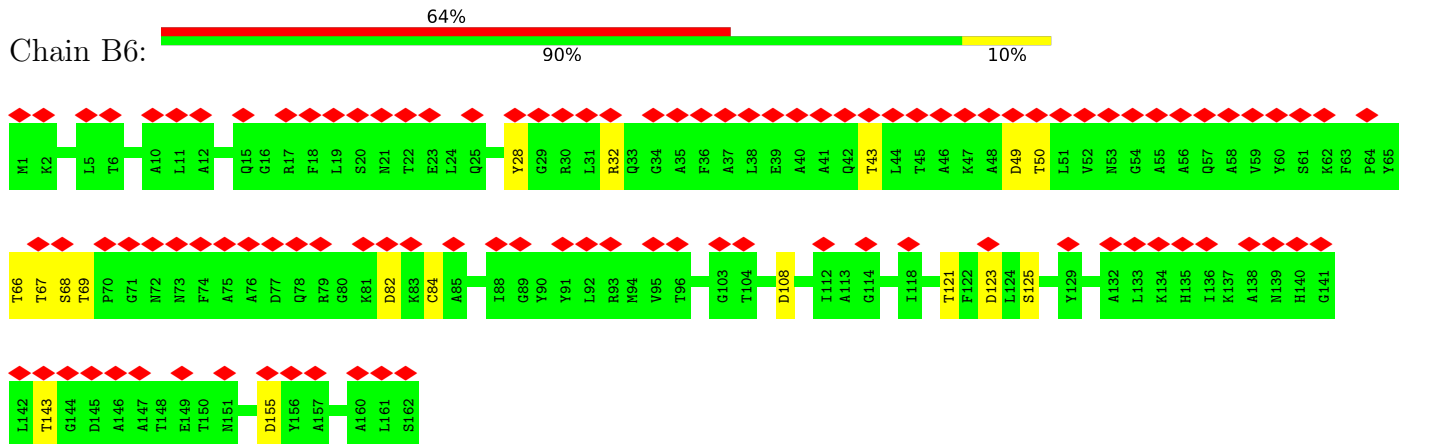 64%
Chain B6:
90% 10%
M1 K2 L5 T6 A10 L11 A12 Q15 G16 R17 F18 L19 S20 N21 T22 E23 L24 Q25 Y28 G29 R30 L31 R32 Q33 G34 A35 F36 A37 L38 E39 A40 A41 Q42 T43 L44 T45 A46 K47 A48 D49 T50 L51 V52 N53 G54 A55 A56 Q57 A58 V59 Y60 S61 K62 F63 P64 Y65
T66 T67 S68 T69 P70 G71 N72 N73 F74 A75 A76 D77 Q78 R79 G80 K81 D82 K83 C84 A85 I88 G89 Y90 Y91 L92 R93 M94 V95 T96 G103 T104 D108 I112 A113 G114 I118 T121 F122 D123 L124 S125 Y129 A132 L133 K134 H135 I136 K137 A138 N139 H140 G141
L142 T143 G144 D145 A146 A147 T148 E149 T150 N151 D155 Y156 A157 A160 L161 S162